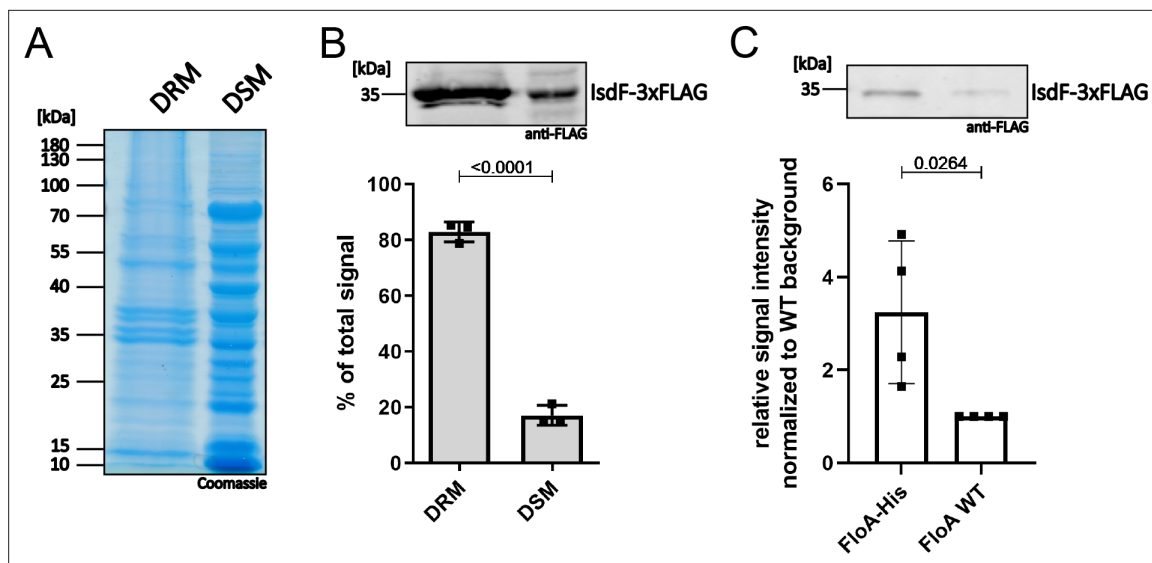 A
DRM
DSM
[kDa]
180
130
100
70
55
40
35
25
15
10
Coomassie
B
[kDa]
35
IsdF-3xFLAG
anti-FLAG
<0.0001
% of total signal
100
80
60
40
20
0
DRM
DSM
C
[kDa]
35
IsdF-3xFLAG
anti-FLAG
0.0264
relative signal intensity
normalized to WT background
6
4
2
0
FloA-His
FloA WT